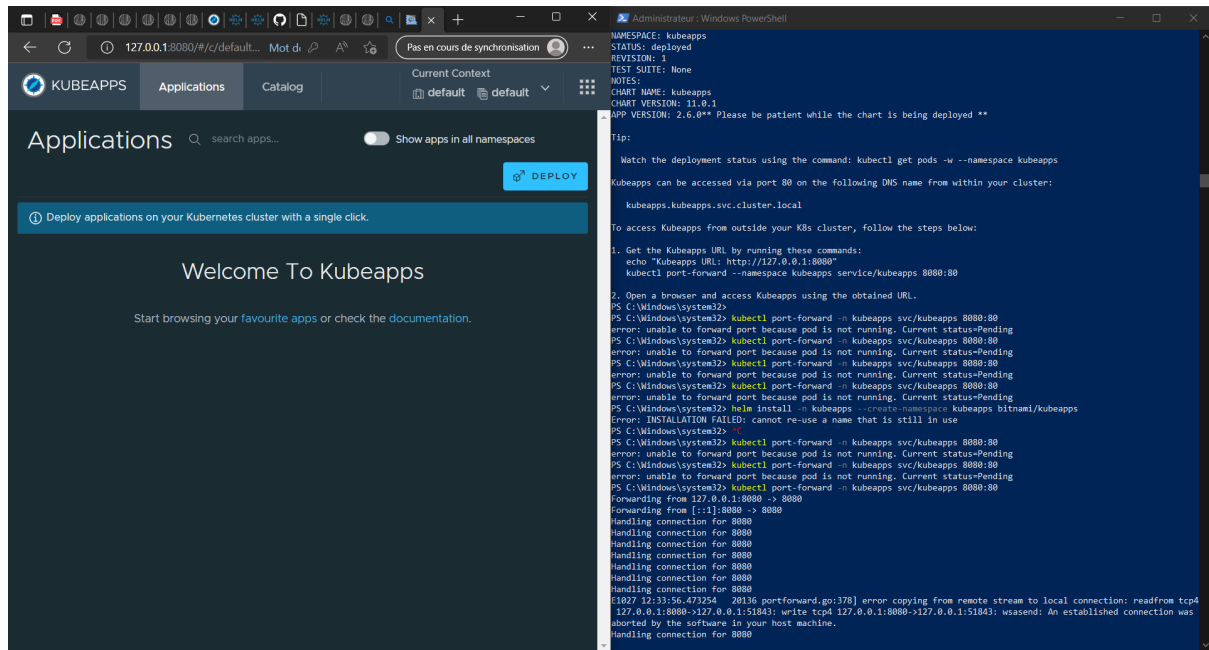 127.0.0.1:8080/#/c/default... Mot de
Pas en cours de synchronisation
KUBEAPPS
Applications
Catalog
Current Context
default
default
Applications
search apps...
Show apps in all namespaces
DEPLOY
Deploy applications on your Kubernetes cluster with a single click.
Welcome To Kubeapps
Start browsing your favourite apps or check the documentation.
Administrateur : Windows PowerShell
NAMESPACE: kubeapps
STATUS: deployed
REVISION: 1
TEST SUITE: None
NOTES:
CHART NAME: kubeapps
CHART VERSION: 11.0.1
APP VERSION: 2.6.0** Please be patient while the chart is being deployed **
Tip:
Watch the deployment status using the command: kubectl get pods -w --namespace kubeapps
Kubeapps can be accessed via port 80 on the following DNS name from within your cluster:
kubeapps.kubeapps.svc.cluster.local
To access Kubeapps from outside your K8s cluster, follow the steps below:
1. Get the Kubeapps URL by running these commands:
echo "Kubeapps URL: http://127.0.0.1:8080"
kubectl port-forward --namespace kubeapps service/kubeapps 8080:80
2. Open a browser and access Kubeapps using the obtained URL.
PS C:\Windows\system32>
PS C:\Windows\system32> kubectl port-forward -n kubeapps svc/kubeapps 8080:80
error: unable to forward port because pod is not running. Current status=Pending
PS C:\Windows\system32> kubectl port-forward -n kubeapps svc/kubeapps 8080:80
error: unable to forward port because pod is not running. Current status=Pending
PS C:\Windows\system32> kubectl port-forward -n kubeapps svc/kubeapps 8080:80
error: unable to forward port because pod is not running. Current status=Pending
PS C:\Windows\system32> kubectl port-forward -n kubeapps svc/kubeapps 8080:80
error: unable to forward port because pod is not running. Current status=Pending
PS C:\Windows\system32> helm install -n kubeapps --create-namespace kubeapps bitnami/kubeapps
Error: INSTALLATION FAILED: cannot re-use a name that is still in use
PS C:\Windows\system32> ^C
PS C:\Windows\system32> kubectl port-forward -n kubeapps svc/kubeapps 8080:80
error: unable to forward port because pod is not running. Current status=Pending
PS C:\Windows\system32> kubectl port-forward -n kubeapps svc/kubeapps 8080:80
error: unable to forward port because pod is not running. Current status=Pending
PS C:\Windows\system32> kubectl port-forward -n kubeapps svc/kubeapps 8080:80
Forwarding from 127.0.0.1:8080 -> 8080
Forwarding from [::1]:8080 -> 8080
Handling connection for 8080
Handling connection for 8080
Handling connection for 8080
Handling connection for 8080
Handling connection for 8080
Handling connection for 8080
Handling connection for 8080
E1027 12:33:56.473254 20136 portforward.go:378] error copying from remote stream to local connection: readfrom tcp4
127.0.0.1:8080->127.0.0.1:51843: write tcp4 127.0.0.1:8080->127.0.0.1:51843: wsasend: An established connection was
aborted by the software in your host machine.
Handling connection for 8080